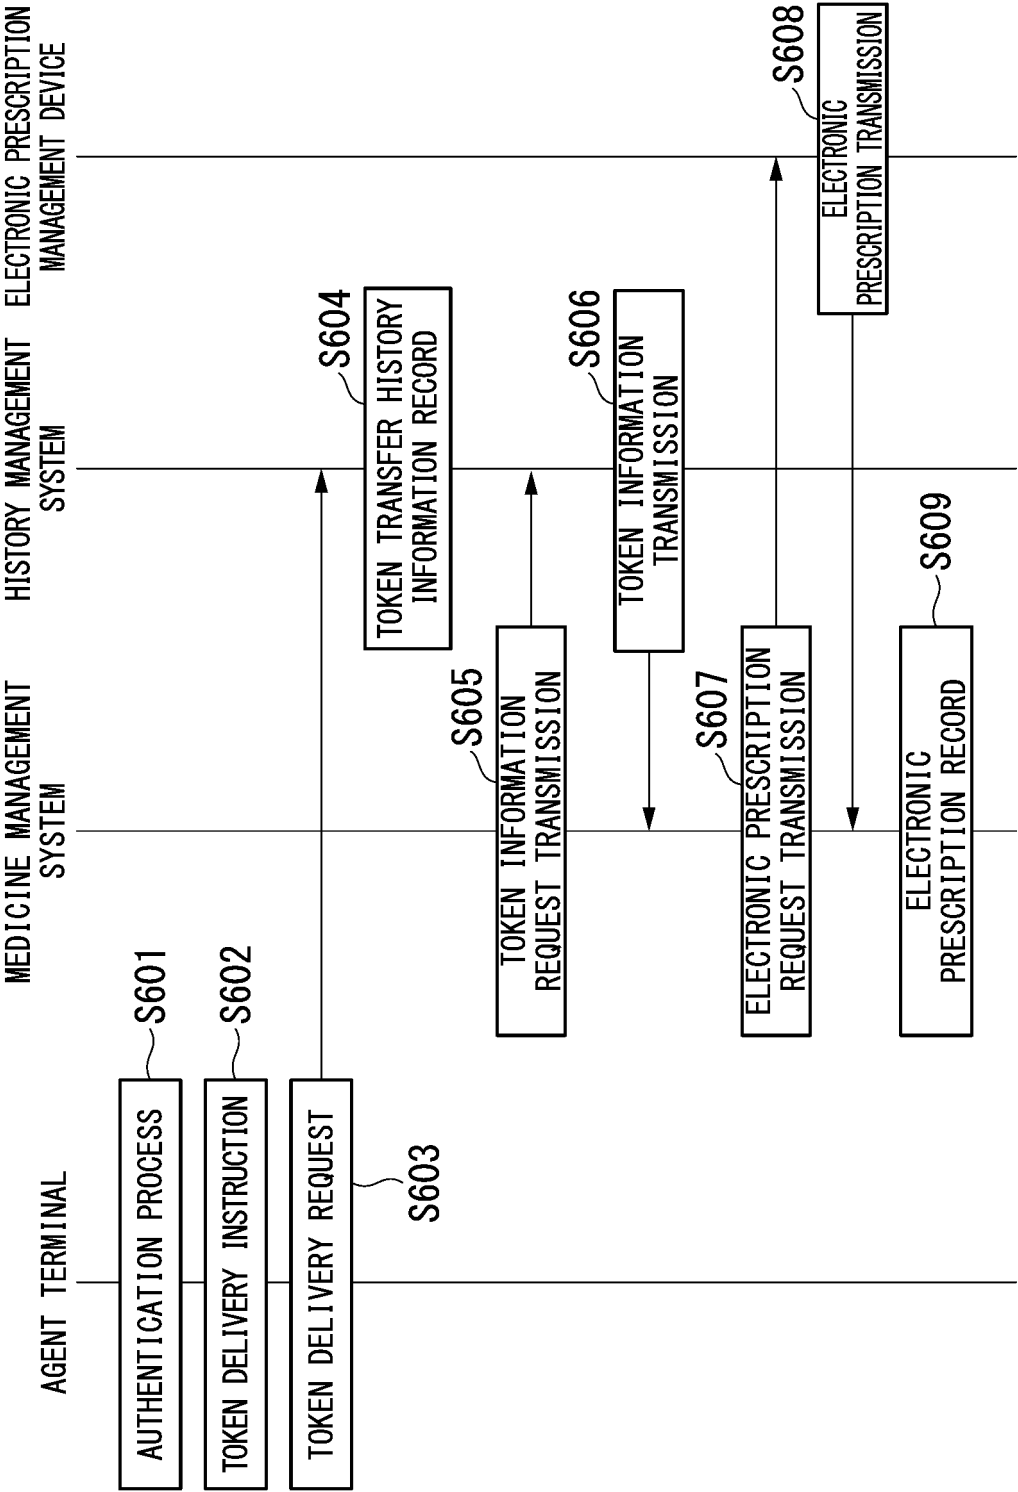 AGENT TERMINAL
MEDICINE MANAGEMENT
SYSTEM
HISTORY MANAGEMENT
SYSTEM
ELECTRONIC PRESCRIPTION
MANAGEMENT DEVICE
AUTHENTICATION PROCESS
S601
TOKEN DELIVERY INSTRUCTION
S602
TOKEN DELIVERY REQUEST
S603
S604
TOKEN TRANSFER HISTORY
INFORMATION RECORD
S605
TOKEN INFORMATION
REQUEST TRANSMISSION
S606
TOKEN INFORMATION
TRANSMISSION
S607
ELECTRONIC PRESCRIPTION
REQUEST TRANSMISSION
S608
ELECTRONIC
PRESCRIPTION TRANSMISSION
S609
ELECTRONIC
PRESCRIPTION RECORD